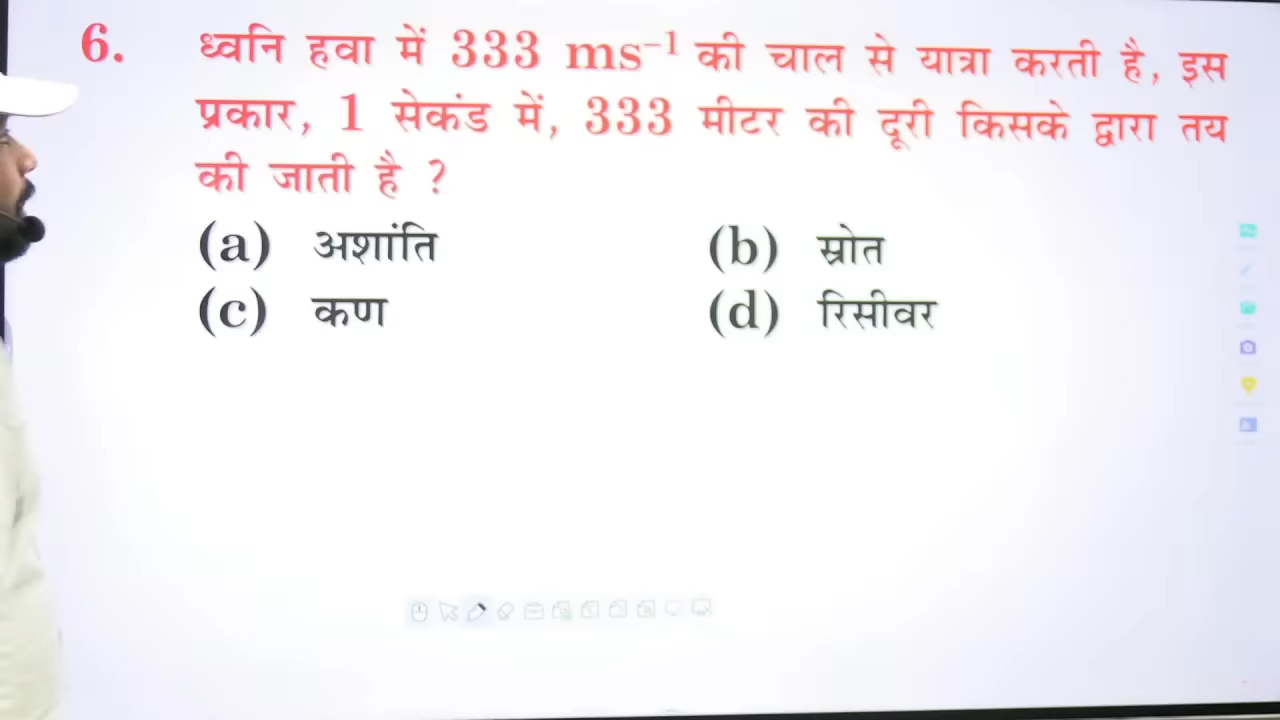 6. ध्वनि हवा में 333 ms⁻¹ की चाल से यात्रा करती है, इस
प्रकार, 1 सेकंड में, 333 मीटर की दूरी किसके द्वारा तय
की जाती है ?
(a) अशांति (b) स्रोत
(c) कण (d) रिसीवर